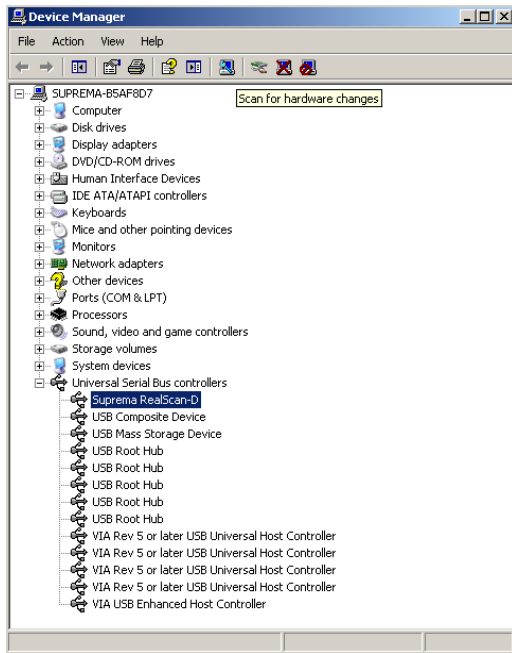 Device Manager
File Action View Help
SUPREMA-B5AF8D7
Scan for hardware changes
Computer
Disk drives
Display adapters
DVD/CD-ROM drives
Human Interface Devices
IDE ATA/ATAPI controllers
Keyboards
Mice and other pointing devices
Monitors
Network adapters
Other devices
Ports (COM & LPT)
Processors
Sound, video and game controllers
Storage volumes
System devices
Universal Serial Bus controllers
Suprema RealScan-D
USB Composite Device
USB Mass Storage Device
USB Root Hub
USB Root Hub
USB Root Hub
USB Root Hub
VIA Rev 5 or later USB Universal Host Controller
VIA Rev 5 or later USB Universal Host Controller
VIA Rev 5 or later USB Universal Host Controller
VIA Rev 5 or later USB Universal Host Controller
VIA USB Enhanced Host Controller